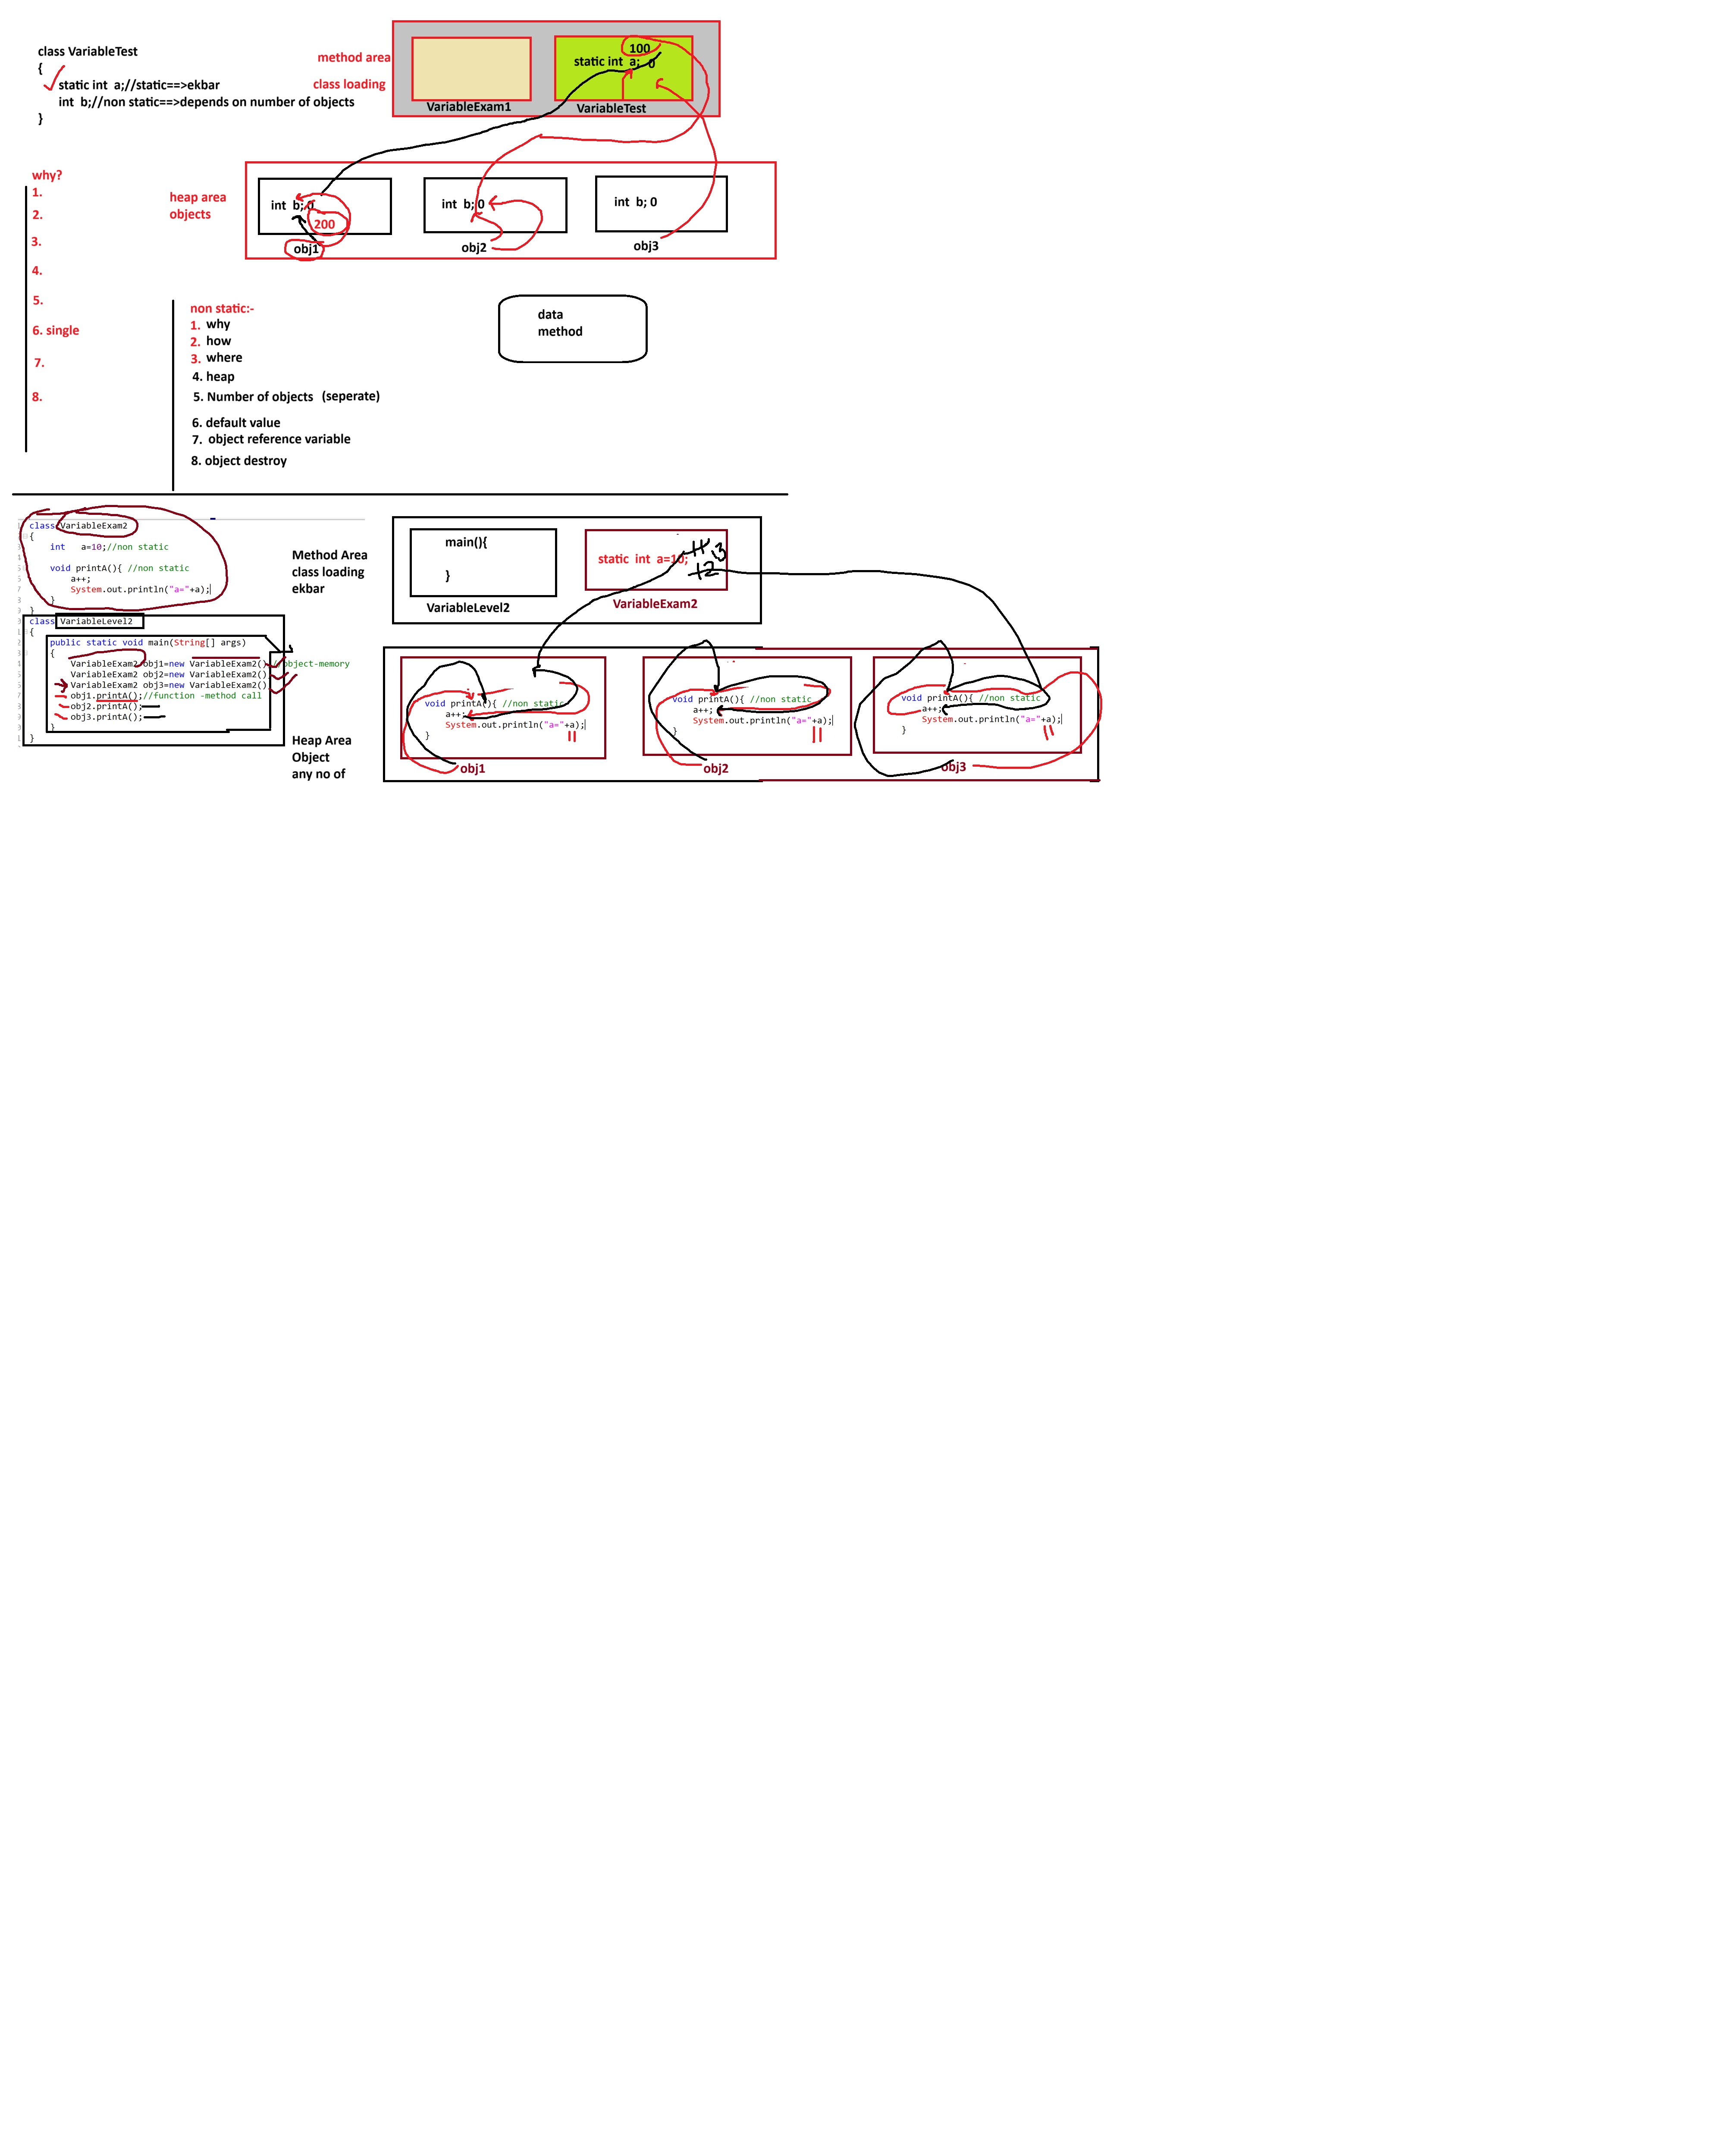 class VariableTest
{
static int a;//static==>ekbar
int b;//non static==>depends on number of objects
}
method area
class loading
100
static int a; 0
VariableExam1
VariableTest
heap area
objects
int b; 0
200
obj1
int b; 0
obj2
int b; 0
obj3
why?
1.
2.
3.
4.
5.
6. single
7.
8.
non static:-
1. why
2. how
3. where
4. heap
5. Number of objects (seperate)
6. default value
7. object reference variable
8. object destroy
data
method
class VariableExam2
{
int a=10;//non static
void printA(){ //non static
a++;
System.out.println("a="+a);
}
}
class VariableLevel2
{
public static void main(String[] args)
{
VariableExam2 obj1=new VariableExam2();//object-memory
VariableExam2 obj2=new VariableExam2();
VariableExam2 obj3=new VariableExam2();
obj1.printA();//function -method call
obj2.printA();
obj3.printA();
}
}
Method Area
class loading
ekbar
main(){
}
VariableLevel2
static int a=10;
11
12
13
VariableExam2
Heap Area
Object
any no of
void printA(){ //non static
a++;
System.out.println("a="+a);
}
11
obj1
void printA(){ //non static
a++;
System.out.println("a="+a);
}
11
obj2
void printA(){ //non static
a++;
System.out.println("a="+a);
}
11
obj3